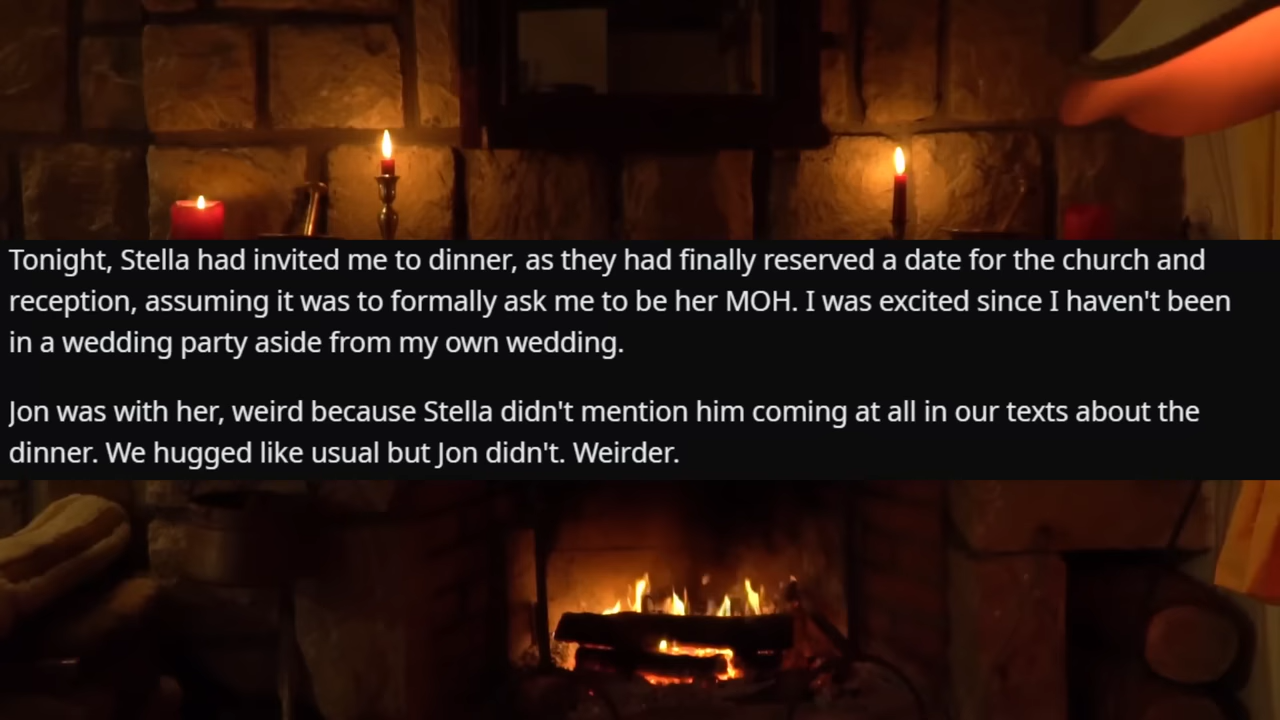 Tonight, Stella had invited me to dinner, as they had finally reserved a date for the church and
reception, assuming it was to formally ask me to be her MOH. I was excited since I haven't been
in a wedding party aside from my own wedding.
Jon was with her, weird because Stella didn't mention him coming at all in our texts about the
dinner. We hugged like usual but Jon didn't. Weirder.